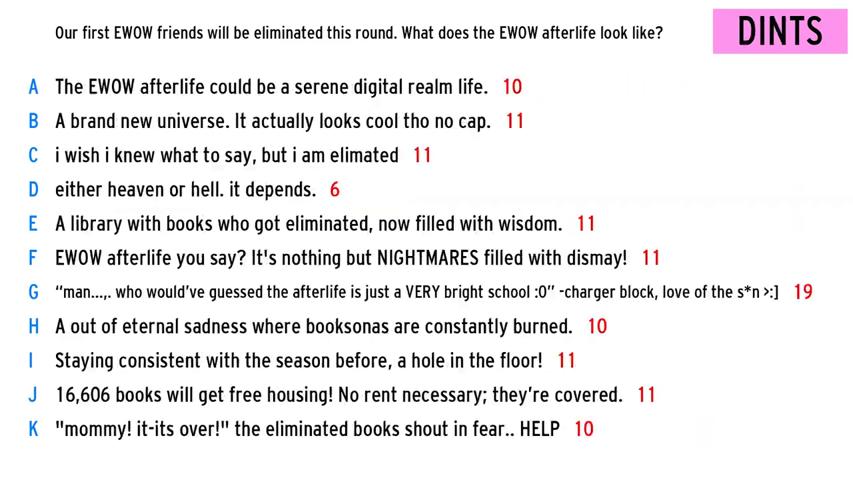 Our first EWOW friends will be eliminated this round. What does the EWOW afterlife look like?
DINTS
A The EWOW afterlife could be a serene digital realm life. 10
B A brand new universe. It actually looks cool tho no cap. 11
C i wish i knew what to say, but i am elimated 11
D either heaven or hell. it depends. 6
E A library with books who got eliminated, now filled with wisdom. 11
F EWOW afterlife you say? It's nothing but NIGHTMARES filled with dismay! 11
G “man...,. who would’ve guessed the afterlife is just a VERY bright school :0” -charger block, love of the s*n >:] 19
H A out of eternal sadness where booksonas are constantly burned. 10
I Staying consistent with the season before, a hole in the floor! 11
J 16,606 books will get free housing! No rent necessary; they’re covered. 11
K "mommy! it-its over!" the eliminated books shout in fear.. HELP 10